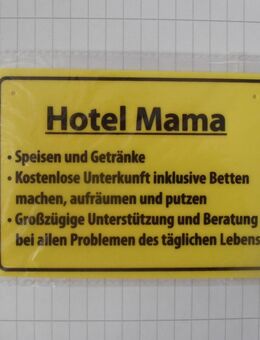 Hotel Mama
• Speisen und Getränke
• Kostenlose Unterkunft inklusive Betten
machen, aufräumen und putzen
• Großzügige Unterstützung und Beratung
bei allen Problemen des täglichen Lebens